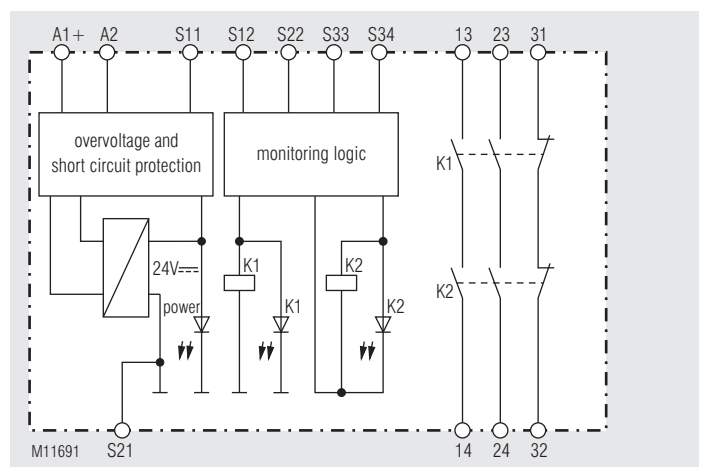 A1+ A2 S11 S12 S22 S33 S34 13 23 31
overvoltage and
short circuit protection
monitoring logic
K1
24V
K1
K2
K2
power
K1
K2
M11691 S21 14 24 32